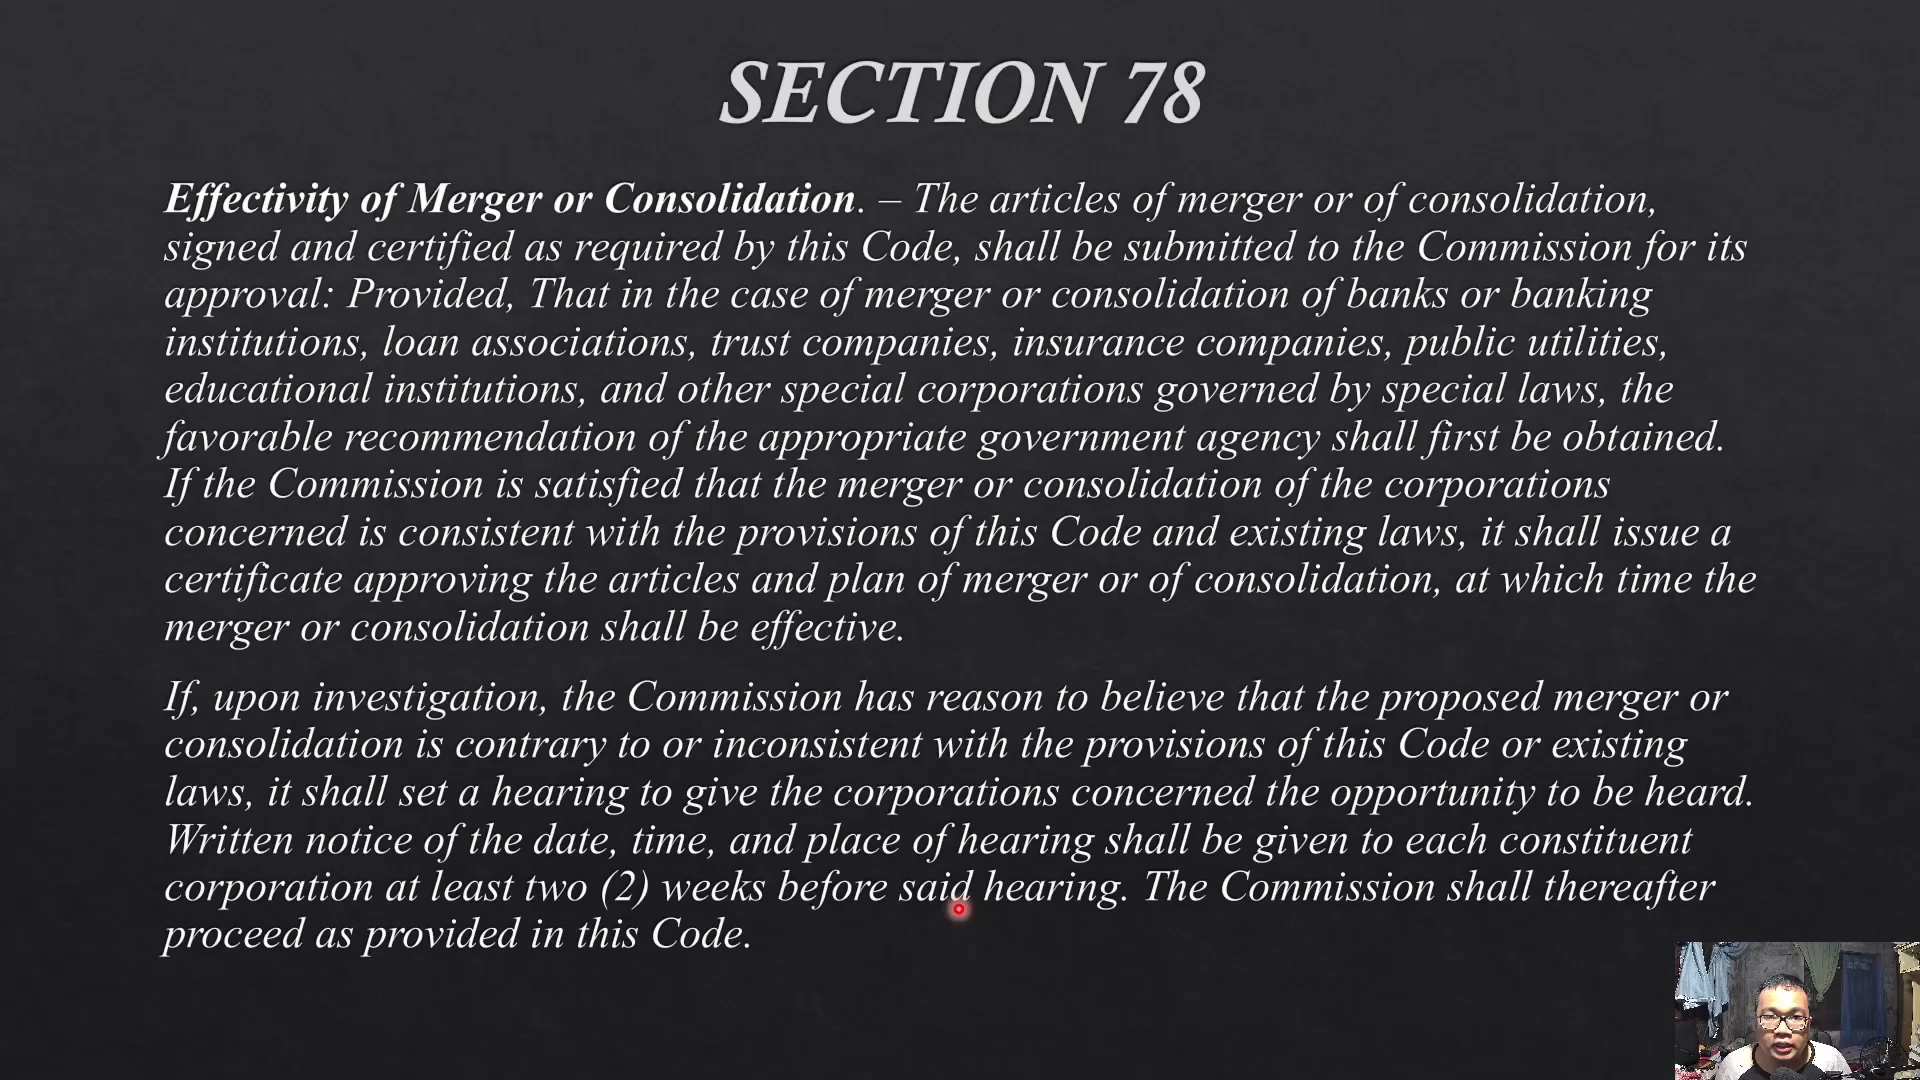 SECTION 78
Effectivity of Merger or Consolidation. – The articles of merger or of consolidation,
signed and certified as required by this Code, shall be submitted to the Commission for its
approval: Provided, That in the case of merger or consolidation of banks or banking
institutions, loan associations, trust companies, insurance companies, public utilities,
educational institutions, and other special corporations governed by special laws, the
favorable recommendation of the appropriate government agency shall first be obtained.
If the Commission is satisfied that the merger or consolidation of the corporations
concerned is consistent with the provisions of this Code and existing laws, it shall issue a
certificate approving the articles and plan of merger or of consolidation, at which time the
merger or consolidation shall be effective.
If, upon investigation, the Commission has reason to believe that the proposed merger or
consolidation is contrary to or inconsistent with the provisions of this Code or existing
laws, it shall set a hearing to give the corporations concerned the opportunity to be heard.
Written notice of the date, time, and place of hearing shall be given to each constituent
corporation at least two (2) weeks before said hearing. The Commission shall thereafter
proceed as provided in this Code.